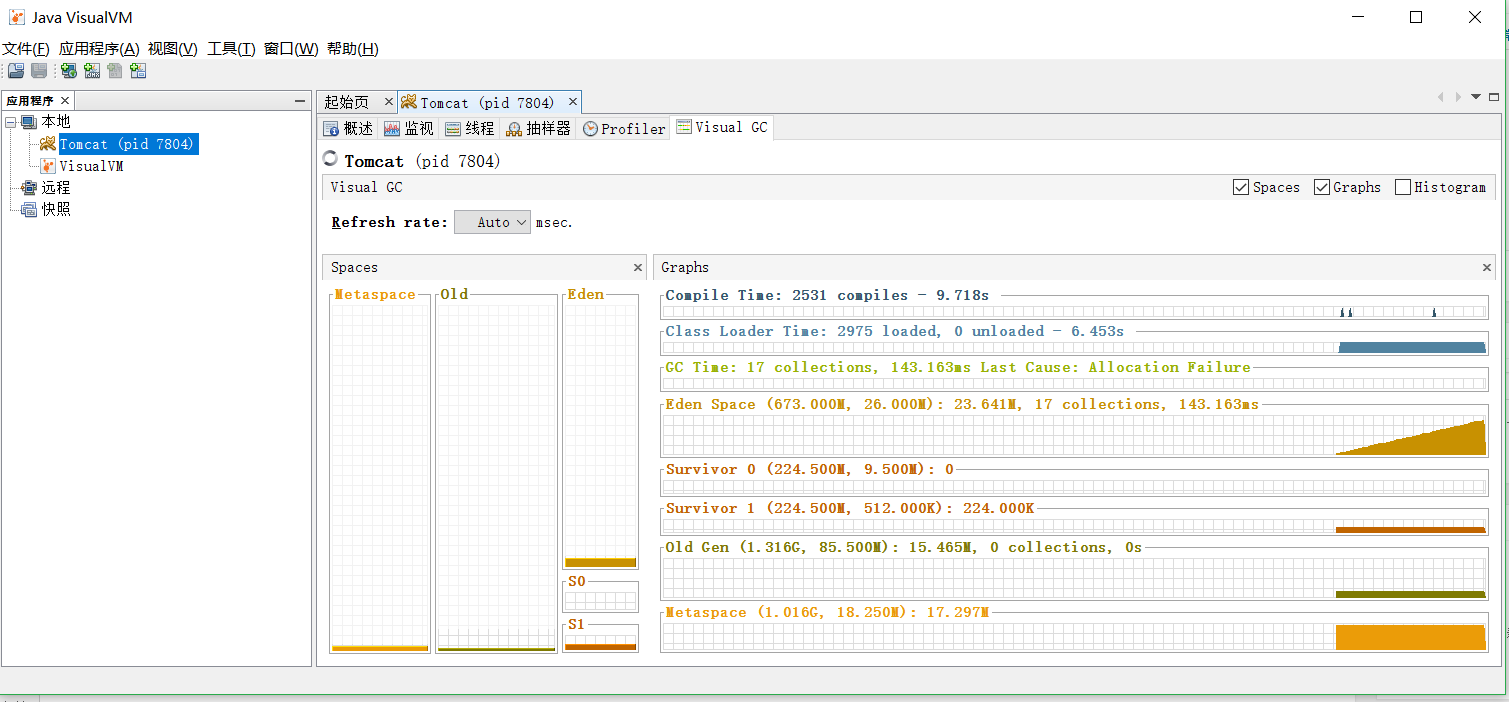 Java VisualVM
文件(F) 应用程序(A) 视图(V) 工具(T) 窗口(W) 帮助(H)
应用程序
本地
Tomcat (pid 7804)
VisualVM
远程
快照
起始页 Tomcat (pid 7804)
概述 监视 线程 抽样器 Profiler Visual GC
Tomcat (pid 7804)
Visual GC Spaces Graphs Histogram
Refresh rate: Auto msec.
Spaces
Metaspace Old Eden
S0
S1
Graphs
Compile Time: 2531 compiles - 9.718s
Class Loader Time: 2975 loaded, 0 unloaded - 6.453s
GC Time: 17 collections, 143.163ms Last Cause: Allocation Failure
Eden Space (673.000M, 26.000M): 23.641M, 17 collections, 143.163ms
Survivor 0 (224.500M, 9.500M): 0
Survivor 1 (224.500M, 512.000K): 224.000K
Old Gen (1.316G, 85.500M): 15.465M, 0 collections, 0s
Metaspace (1.016G, 18.250M): 17.297M